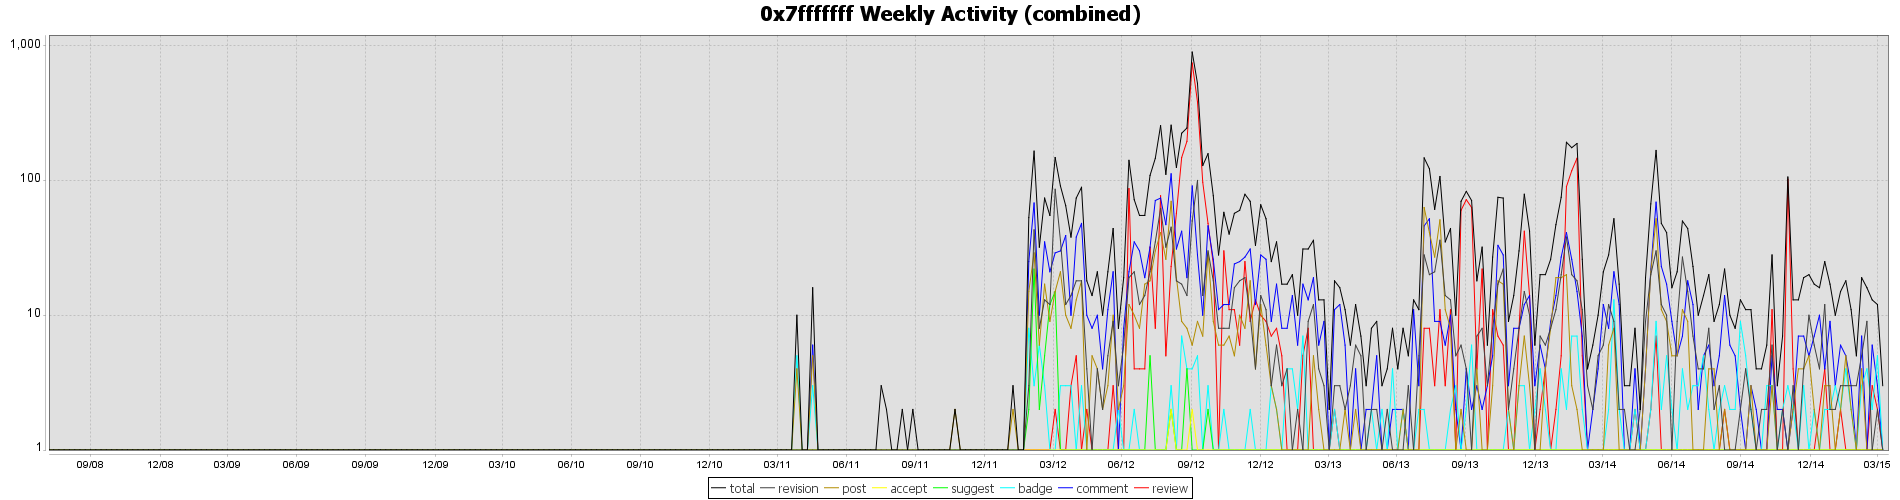 0x7fffffff Weekly Activity (combined)
1,000
100
10
1
09/08 12/08 03/09 06/09 09/09 12/09 03/10 06/10 09/10 12/10 03/11 06/11 09/11 12/11 03/12 06/12 09/12 12/12 03/13 06/13 09/13 12/13 03/14 06/14 09/14 12/14 03/15
total revision post accept suggest badge comment review